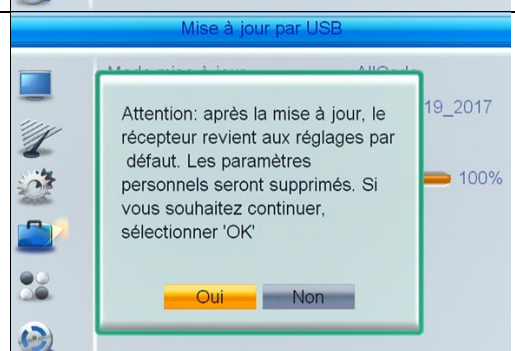 Mise à jour par USB
Attention: après la mise à jour, le
récepteur revient aux réglages par
défaut. Les paramètres
personnels seront supprimés. Si
vous souhaitez continuer,
sélectionner 'OK'
19_2017
100%
Oui Non